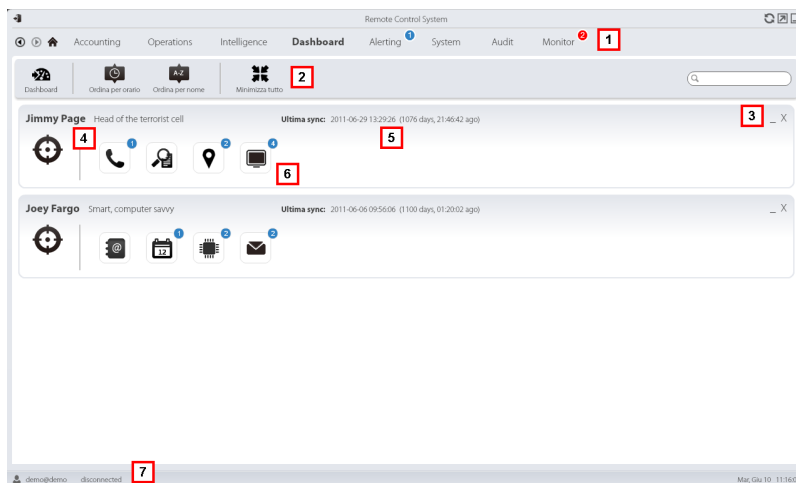 Remote Control System
Accounting Operations Intelligence Dashboard Alerting 1 System Audit Monitor 2 1
Dashboard Ordina per orario A-Z Ordina per nome Minimizza tutto 2
Jimmy Page Head of the terrorist cell Ultima sync: 2011-06-29 13:29:26 (1076 days, 21:46:42 ago) 3 _ X
4 1 2 4 5
6
Joey Fargo Smart, computer savvy Ultima sync: 2011-06-06 09:56:06 (1100 days, 01:20:02 ago) _ X
@ 12 1 2 2
demo@demo disconnected 7 Mar, Giu 10